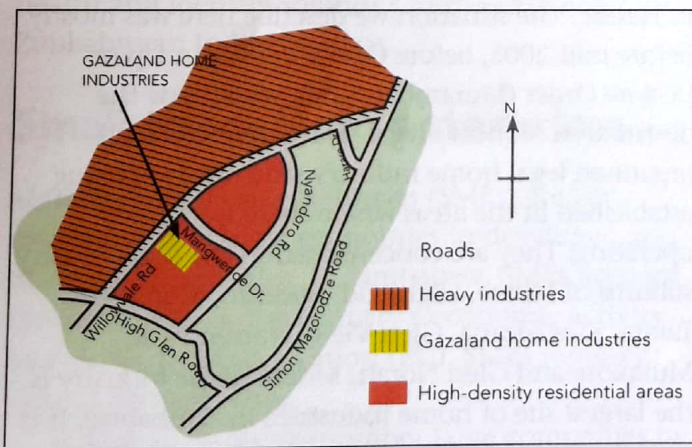 GAZALAND HOME
INDUSTRIES
N
Nyandoro Rd
Mangwende Dr.
Willowvale Rd
High Glen Road
Simon Mazorodze Road
Roads
Heavy industries
Gazaland home industries
High-density residential areas